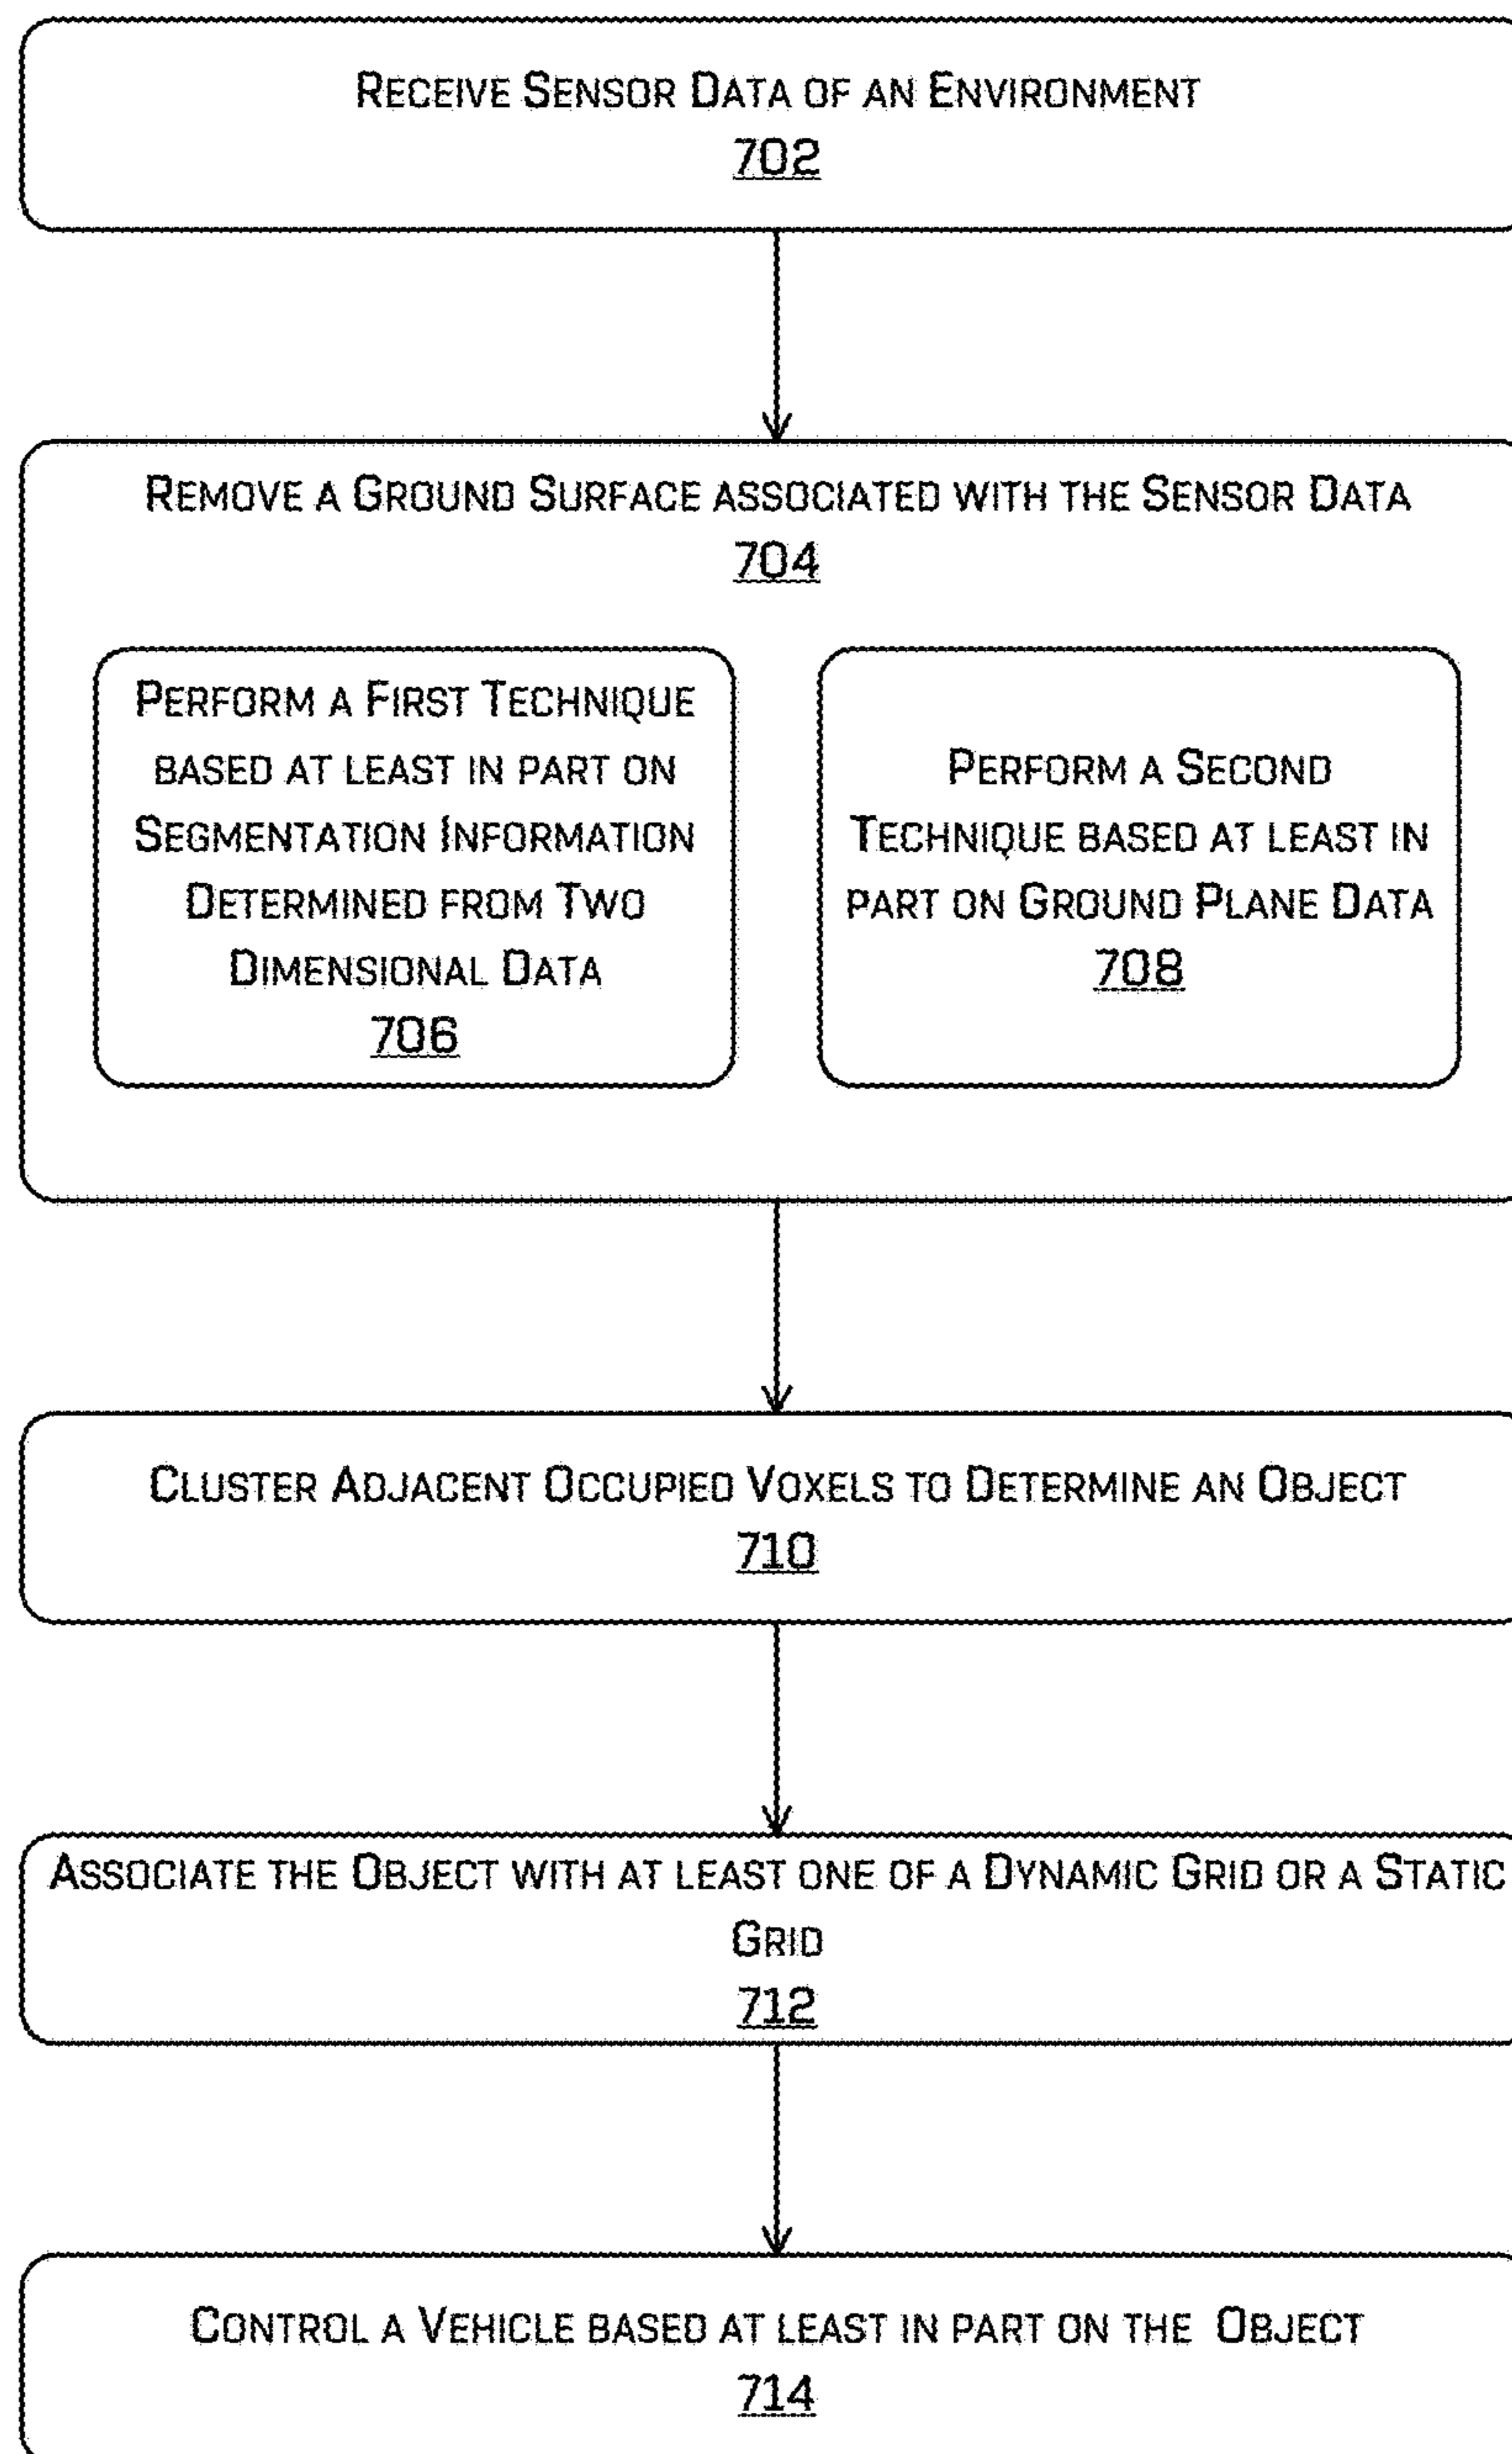 RECEIVE SENSOR DATA OF AN ENVIRONMENT
702
REMOVE A GROUND SURFACE ASSOCIATED WITH THE SENSOR DATA
704
PERFORM A FIRST TECHNIQUE
BASED AT LEAST IN PART ON
SEGMENTATION INFORMATION
DETERMINED FROM TWO
DIMENSIONAL DATA
706
PERFORM A SECOND
TECHNIQUE BASED AT LEAST IN
PART ON GROUND PLANE DATA
708
CLUSTER ADJACENT OCCUPIED VOXELS TO DETERMINE AN OBJECT
710
ASSOCIATE THE OBJECT WITH AT LEAST ONE OF A DYNAMIC GRID OR A STATIC
GRID
712
CONTROL A VEHICLE BASED AT LEAST IN PART ON THE OBJECT
714